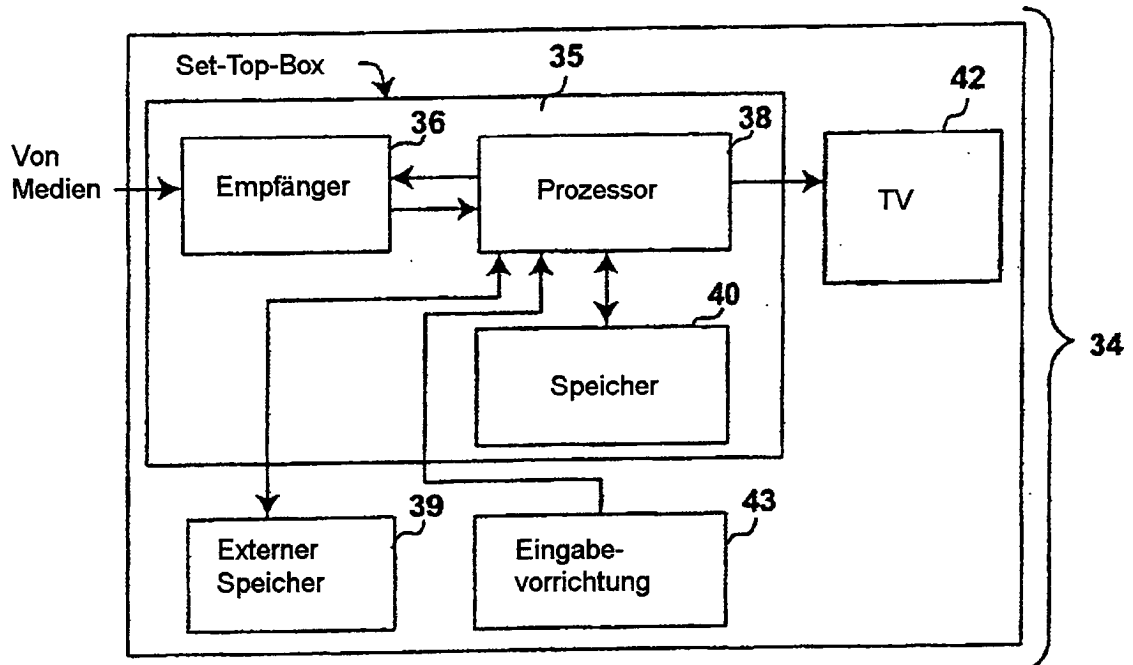 Set-Top-Box
35
42
36
38
Von
Medien
Empfänger
Prozessor
TV
40
34
Speicher
39
43
Externer
Speicher
Eingabe-
vorrichtung